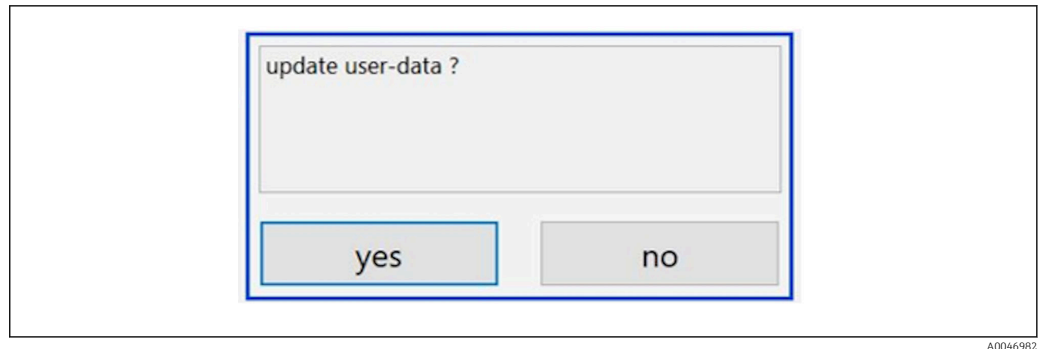 update user-data ?
yes
no
A0046982